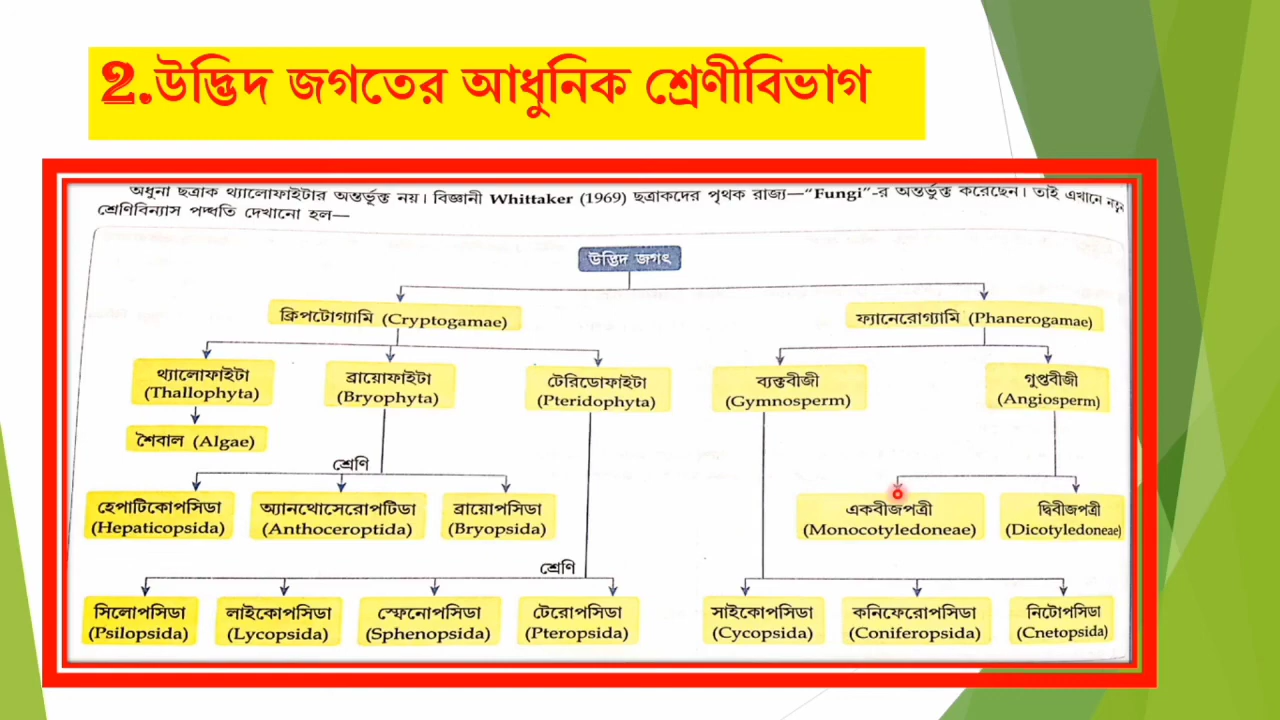 2.উদ্ভিদ জগতের আধুনিক শ্রেণীবিভাগ
অধুনা ছত্রাক থ্যালোফাইটার অন্তর্ভুক্ত নয়। বিজ্ঞানী Whittaker (1969) ছত্রাকদের পৃথক রাজ্য—“Fungi”-র অন্তর্ভুক্ত করেছেন। তাই এখানে নতুন
শ্রেণিবিন্যাস পদ্ধতি দেখানো হল—
উদ্ভিদ জগৎ
ক্রিপটোগ্যামি (Cryptogamae)
ফ্যানেরোগ্যামি (Phanerogamae)
থ্যালোফাইটা
(Thallophyta)
ব্রায়োফাইটা
(Bryophyta)
টেরিডোফাইটা
(Pteridophyta)
ব্যক্তবীজী
(Gymnosperm)
গুপ্তবীজী
(Angiosperm)
শৈবাল (Algae)
শ্রেণি
হেপাটিকোপসিডা
(Hepaticopsida)
অ্যানথোসেরোপটিডা
(Anthoceroptida)
ব্রায়োপসিডা
(Bryopsida)
একবীজপত্রী
(Monocotyledoneae)
দ্বিবীজপত্রী
(Dicotyledoneae)
শ্রেণি
সিলোপসিডা
(Psilopsida)
লাইকোপসিডা
(Lycopsida)
স্ফেনোপসিডা
(Sphenopsida)
টেরোপসিডা
(Pteropsida)
সাইকোপসিডা
(Cycopsida)
কনিফেরোপসিডা
(Coniferopsida)
নিটোপসিডা
(Cnetopsida)